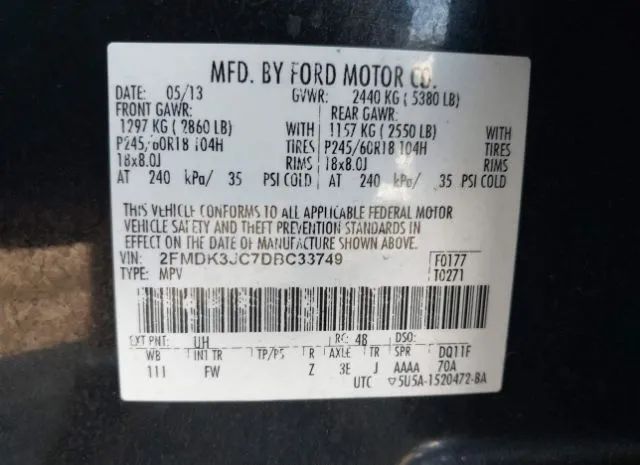 MFD. BY FORD MOTOR CO.
DATE: 05/13 GVWR: 2440 KG ( 5380 LB)
FRONT GAWR: REAR GAWR:
1297 KG ( 2860 LB) WITH 1157 KG ( 2550 LB) WITH
P245/60R18 104H TIRES P245/60R18 104H TIRES
18x8.0J RIMS 18x8.0J RIMS
AT 240 kPa/ 35 PSI COLD AT 240 kPa/ 35 PSI COLD
THIS VEHICLE CONFORMS TO ALL APPLICABLE FEDERAL MOTOR
VEHICLE SAFETY AND THEFT PREVENTION STANDARDS IN
EFFECT ON THE DATE OF MANUFACTURE SHOWN ABOVE.
VIN: 2FMDK3JC7DBC33749 F0177
TYPE: MPV T0271
EXT PNT: UH RC: 48 DSO:
WB INT TR TP/PS R AXLE TR SPR DQ11F
111 FW Z 3E J AAAA 70A
UTC ▽5U5A-1520472-BA